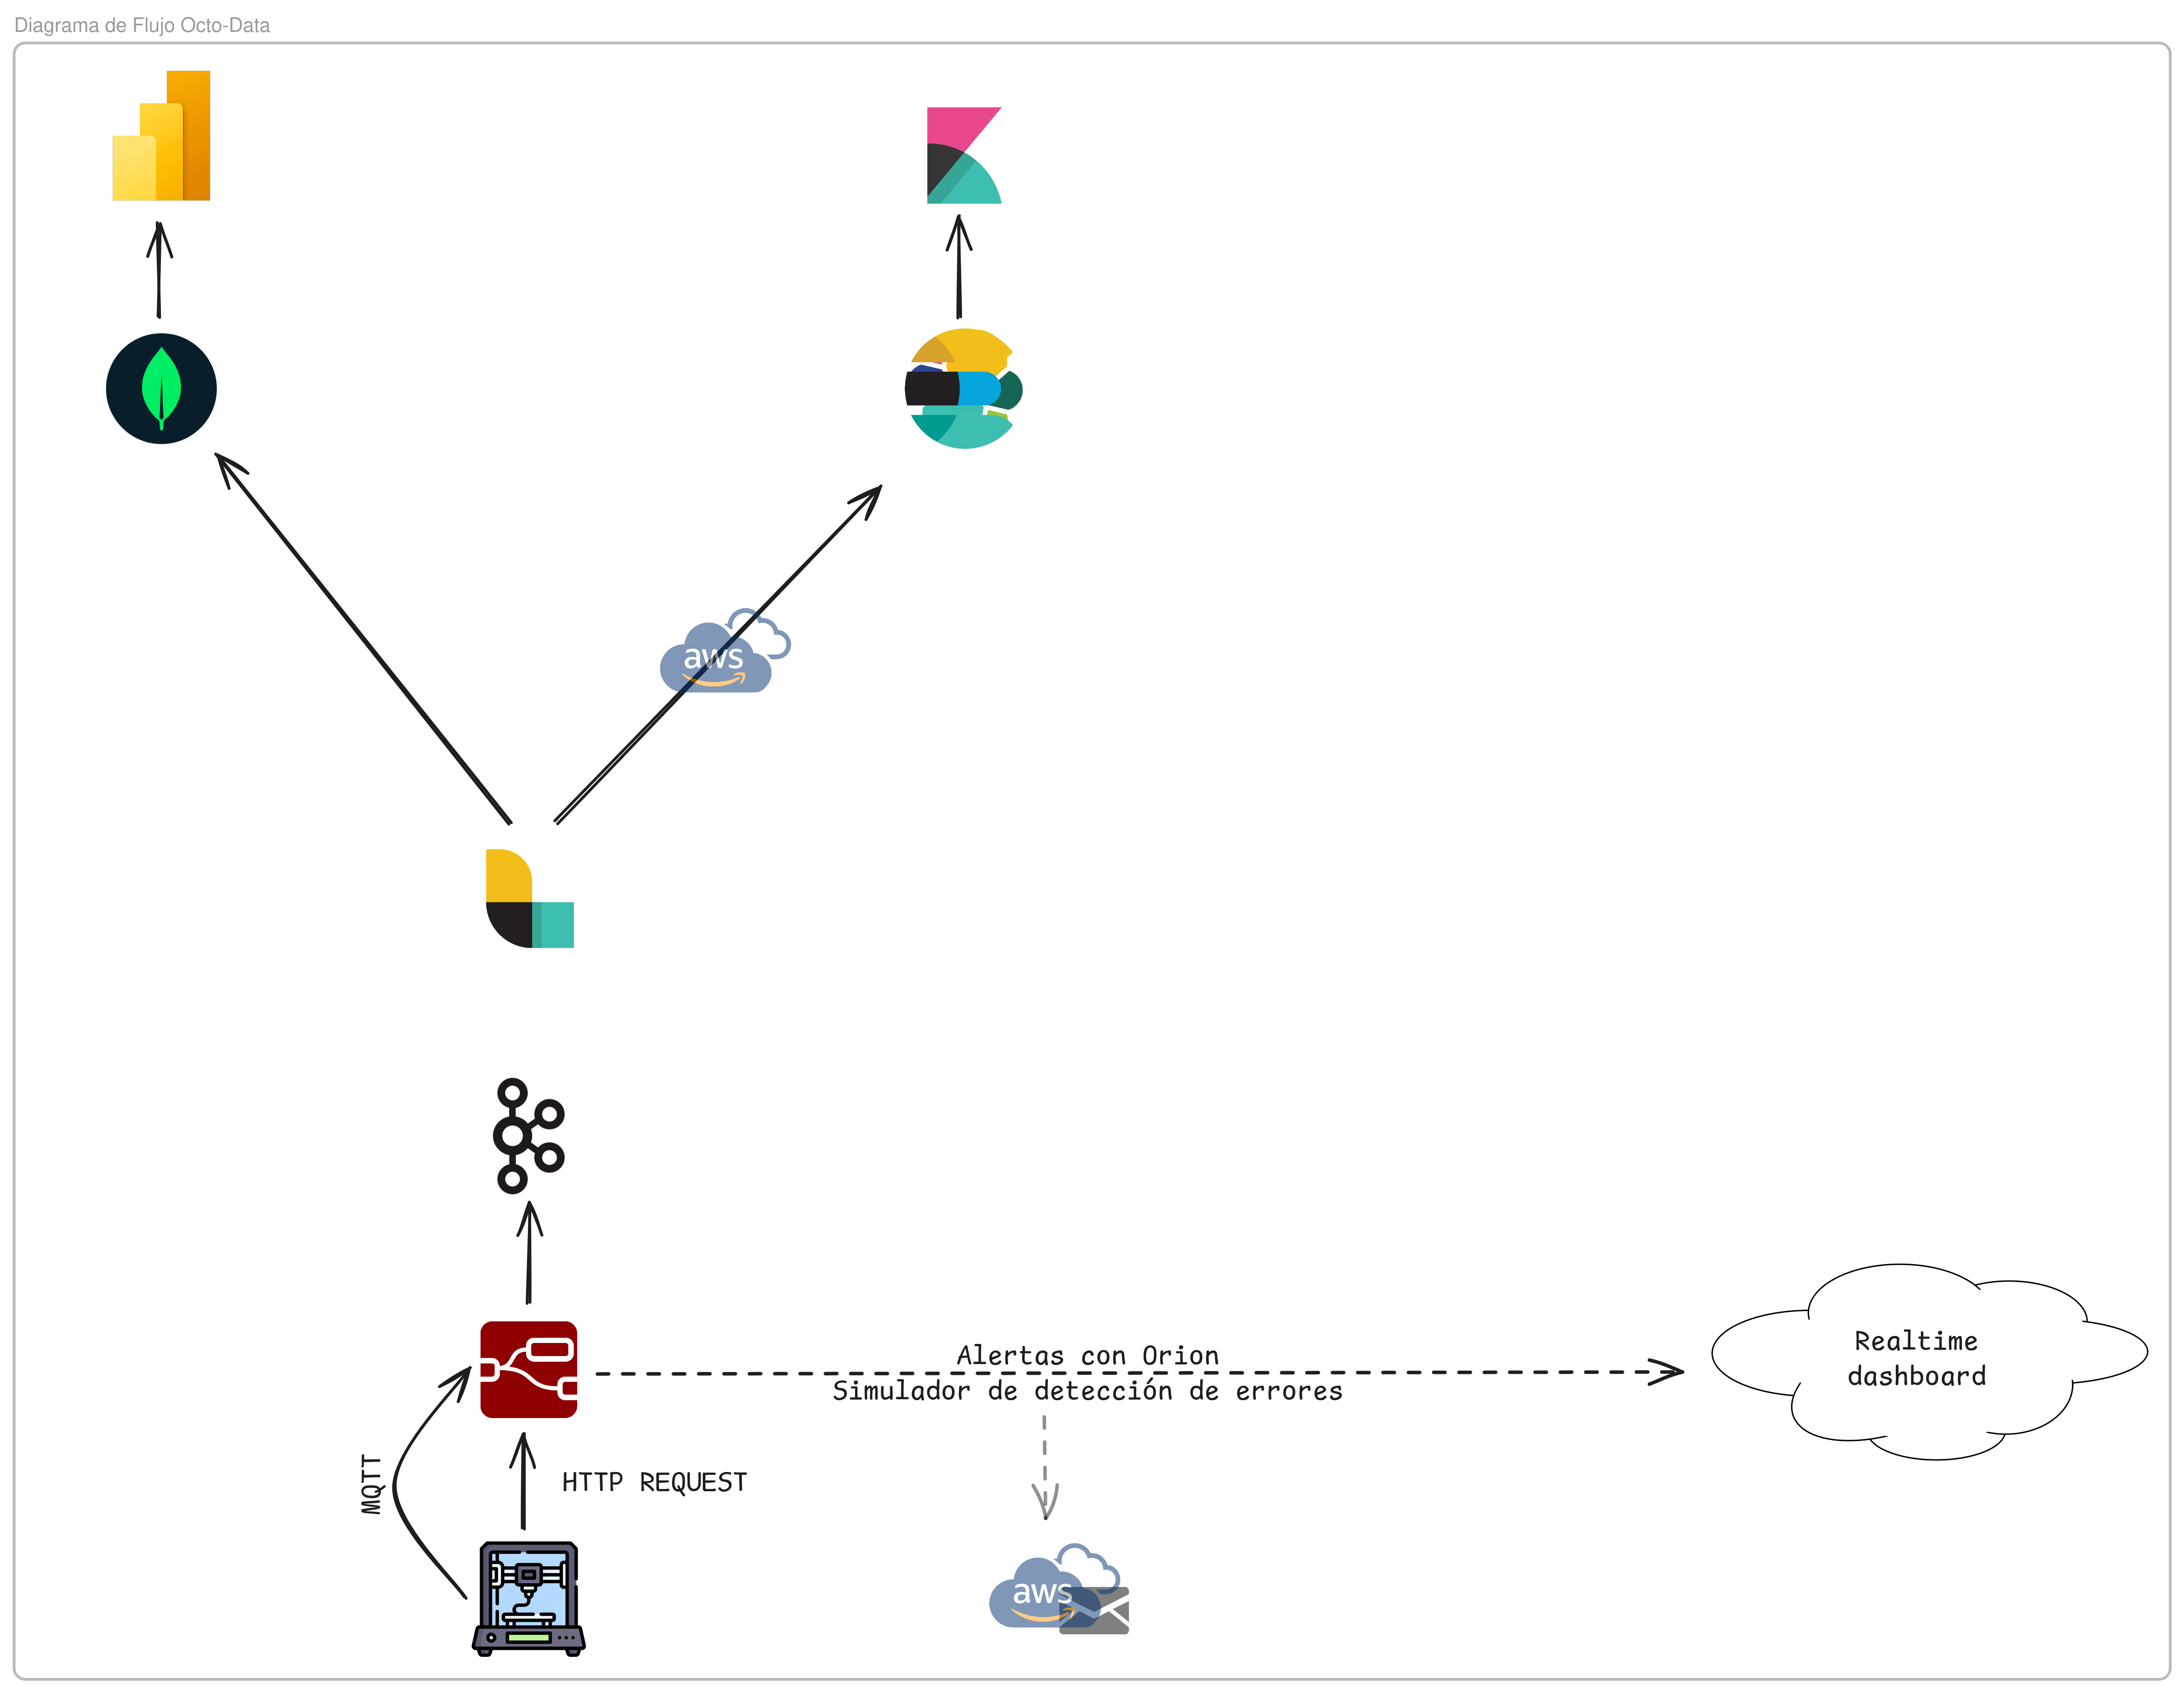 Diagrama de Flujo Octo-Data
aws
Alertas con Orion
Simulador de detección de errores
Realtime
dashboard
MQTT
HTTP REQUEST
aws